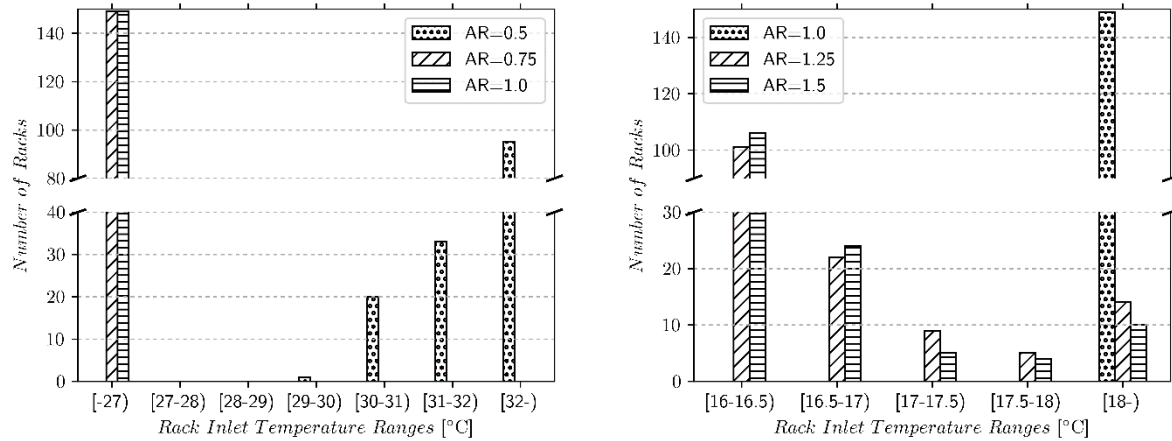 Number of Racks
140
120
100
80
40
30
20
10
0
AR=0.5
AR=0.75
AR=1.0
[-27)
[27-28)
[28-29)
[29-30)
[30-31)
[31-32)
[32-)
Rack Inlet Temperature Ranges [°C]
Number of Racks
140
120
100
30
20
10
0
AR=1.0
AR=1.25
AR=1.5
[16-16.5)
[16.5-17)
[17-17.5)
[17.5-18)
[18-)
Rack Inlet Temperature Ranges [°C]